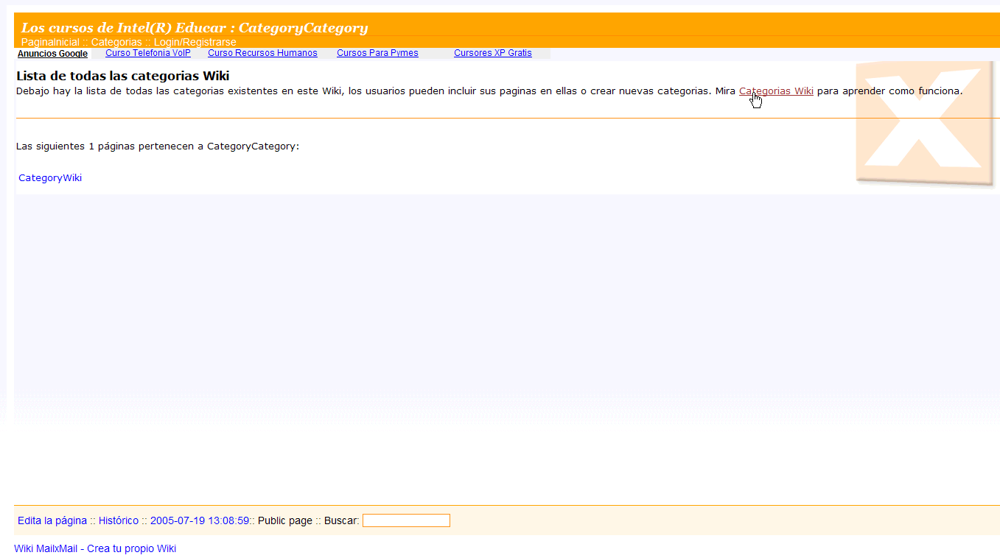 Los cursos de Intel(R) Educar : CategoryCategory
PaginaInicial :: Categorias :: Login/Registrarse
Anuncios Google Curso Telefonia VoIP Curso Recursos Humanos Cursos Para Pymes Cursores XP Gratis
Lista de todas las categorias Wiki
Debajo hay la lista de todas las categorias existentes en este Wiki, los usuarios pueden incluir sus paginas en ellas o crear nuevas categorias. Mira Categorias Wiki para aprender como funciona.
Las siguientes 1 páginas pertenecen a CategoryCategory:
CategoryWiki
Edita la página :: Histórico :: 2005-07-19 13:08:59:: Public page :: Buscar:
Wiki MailxMail - Crea tu propio Wiki